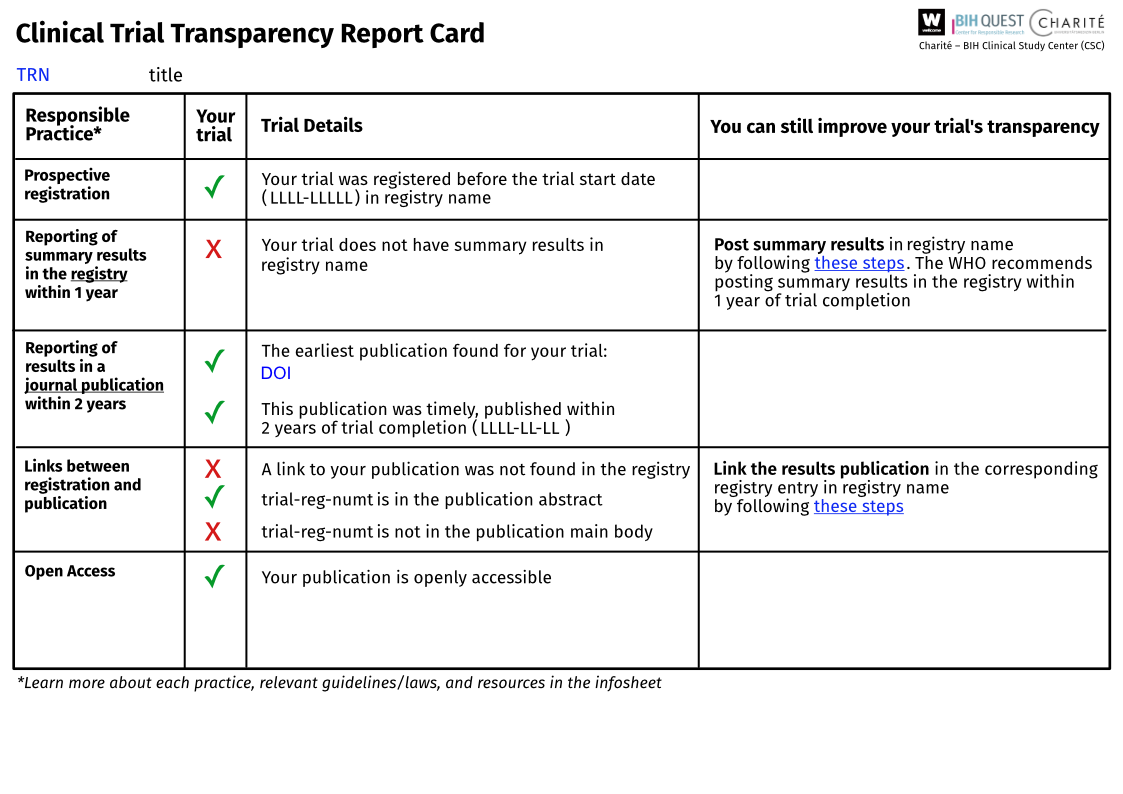 Clinical Trial Transparency Report Card
W
wellcome
BIH QUEST
Center for Responsible Research
CHARITÉ
Charité – BIH Clinical Study Center (CSC)
TRN title
Responsible
Practice*
Your
trial
Trial Details
You can still improve your trial's transparency
Prospective
registration
Your trial was registered before the trial start date
(LLLL-LLLLL) in registry name
Reporting of
summary results
in the registry
within 1 year
X
Your trial does not have summary results in
registry name
Post summary results in registry name
by following these steps. The WHO recommends
posting summary results in the registry within
1 year of trial completion
Reporting of
results in a
journal publication
within 2 years
The earliest publication found for your trial:
DOI
This publication was timely, published within
2 years of trial completion (LLLL-LL-LL )
Links between
registration and
publication
X
A link to your publication was not found in the registry
trial-reg-numt is in the publication abstract
X
trial-reg-numt is not in the publication main body
Link the results publication in the corresponding
registry entry in registry name
by following these steps
Open Access
Your publication is openly accessible
*Learn more about each practice, relevant guidelines/laws, and resources in the infosheet